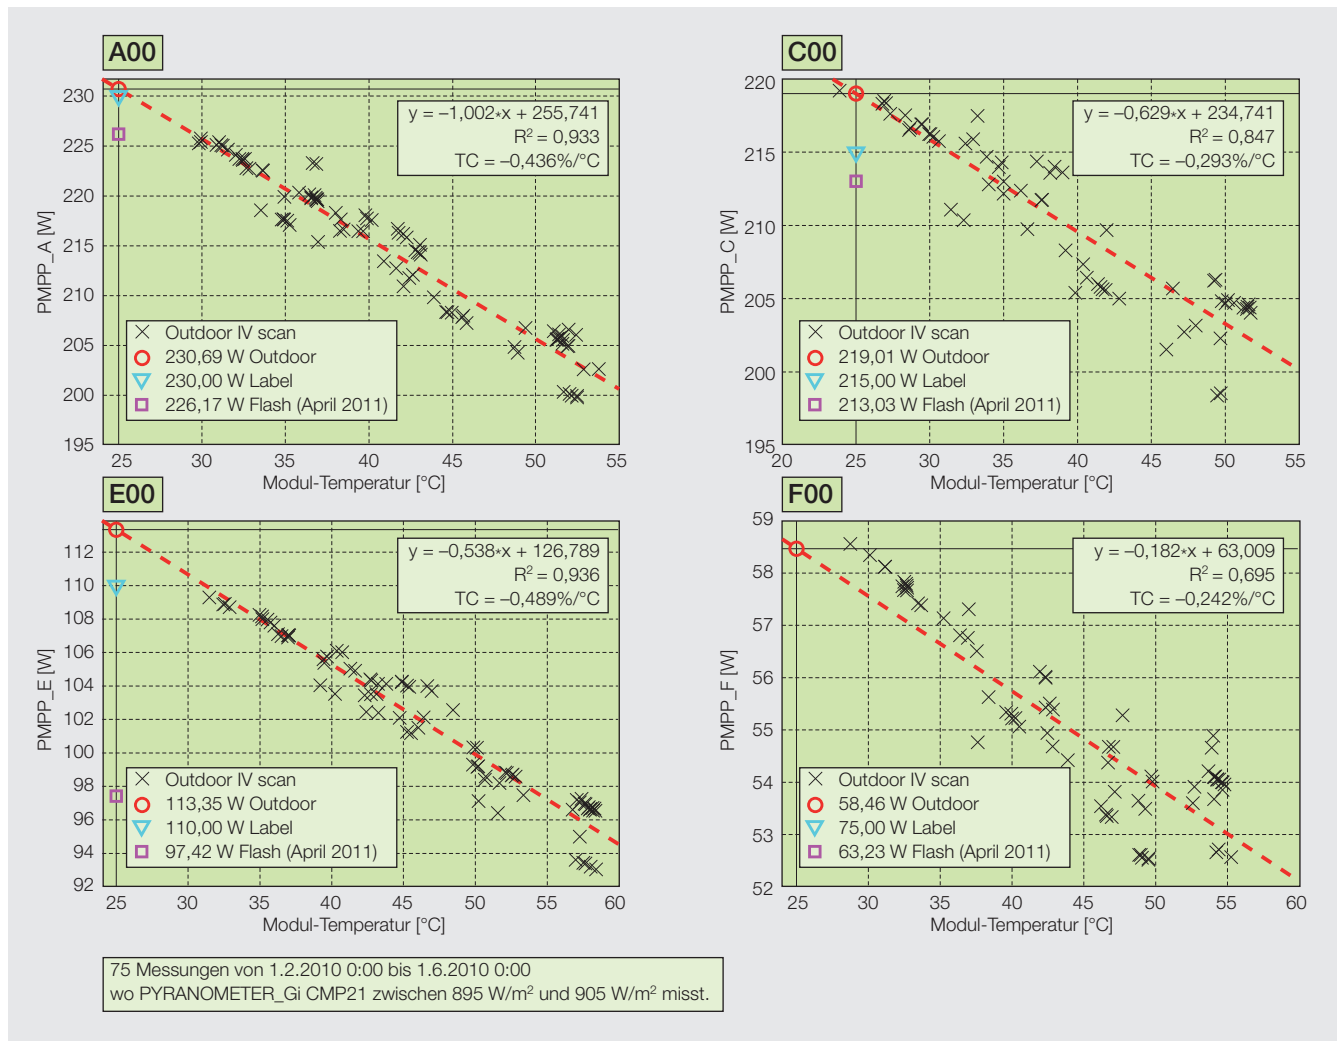 A00
y = –1,002*x + 255,741
R² = 0,933
TC = –0,436%/°C
PMPP_A [W]
230
225
220
215
210
205
200
195
Outdoor IV scan
230,69 W Outdoor
230,00 W Label
226,17 W Flash (April 2011)
25 30 35 40 45 50 55
Modul-Temperatur [°C]
C00
y = –0,629*x + 234,741
R² = 0,847
TC = –0,293%/°C
PMPP_C [W]
220
215
210
205
200
195
Outdoor IV scan
219,01 W Outdoor
215,00 W Label
213,03 W Flash (April 2011)
20 25 30 35 40 45 50 55
Modul-Temperatur [°C]
E00
y = –0,538*x + 126,789
R² = 0,936
TC = –0,489%/°C
PMPP_E [W]
112
110
108
106
104
102
100
98
96
94
92
Outdoor IV scan
113,35 W Outdoor
110,00 W Label
97,42 W Flash (April 2011)
25 30 35 40 45 50 55 60
Modul-Temperatur [°C]
F00
y = –0,182*x + 63,009
R² = 0,695
TC = –0,242%/°C
PMPP_F [W]
59
58
57
56
55
54
53
52
Outdoor IV scan
58,46 W Outdoor
75,00 W Label
63,23 W Flash (April 2011)
25 30 35 40 45 50 55 60
Modul-Temperatur [°C]
75 Messungen von 1.2.2010 0:00 bis 1.6.2010 0:00
wo PYRANOMETER_Gi CMP21 zwischen 895 W/m² und 905 W/m² misst.